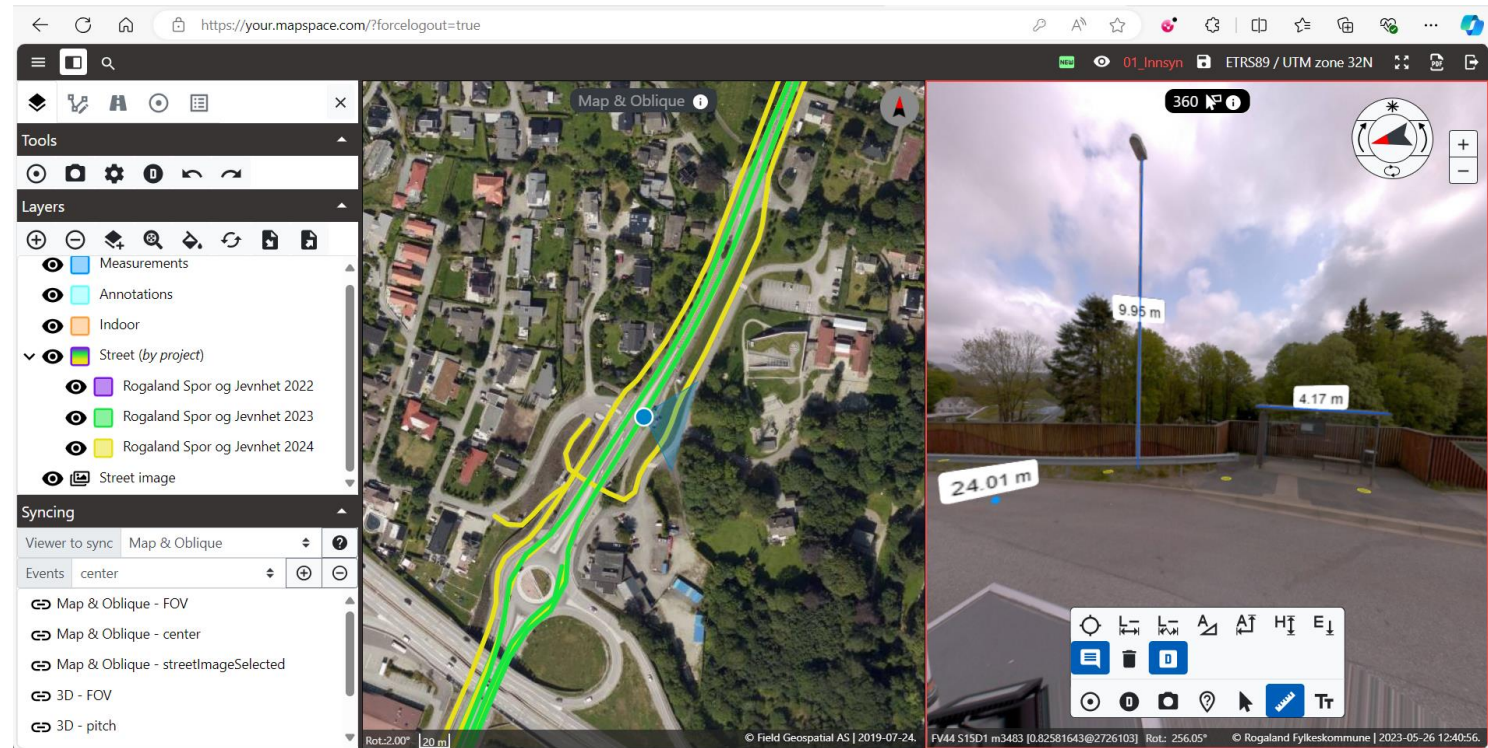 https://your.mapspace.com/?forcelogout=true
NEW
01_Innsyn
ETRS89 / UTM zone 32N
PDF
Tools
D
Layers
Measurements
Annotations
Indoor
Street (by project)
Rogaland Spor og Jevnhet 2022
Rogaland Spor og Jevnhet 2023
Rogaland Spor og Jevnhet 2024
Street image
Syncing
Viewer to sync Map & Oblique
Events center
Map & Oblique - FOV
Map & Oblique - center
Map & Oblique - streetImageSelected
3D - FOV
3D - pitch
Map & Oblique
Rot.:2.00° 20 m
© Field Geospatial AS | 2019-07-24.
360
9.95 m
4.17 m
24.01 m
L L A A H E
D
D Tт
FV44 S15D1 m3483 [0.82581643@2726103] Rot.: 256.05° © Rogaland Fylkeskommune | 2023-05-26 12:40:56.